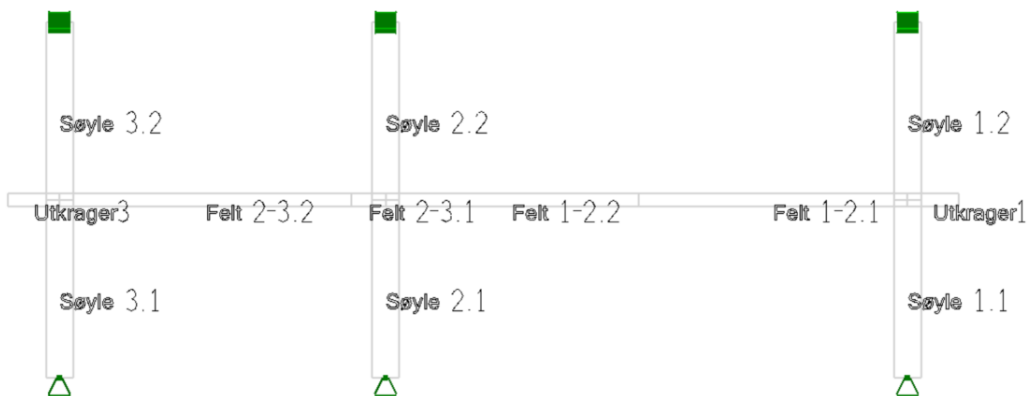 Søyle 3.2
Søyle 2.2
Søyle 1.2
Utkrager3
Felt 2-3.2
Felt 2-3.1
Felt 1-2.2
Felt 1-2.1
Utkrager1
Søyle 3.1
Søyle 2.1
Søyle 1.1